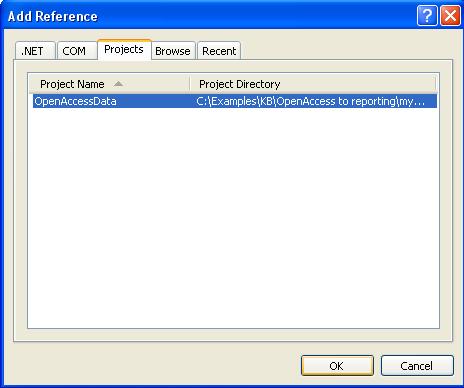 Add Reference
.NET COM Projects Browse Recent
Project Name Project Directory
OpenAccessData C:\Examples\KB\OpenAccess to reporting\my...
OK Cancel